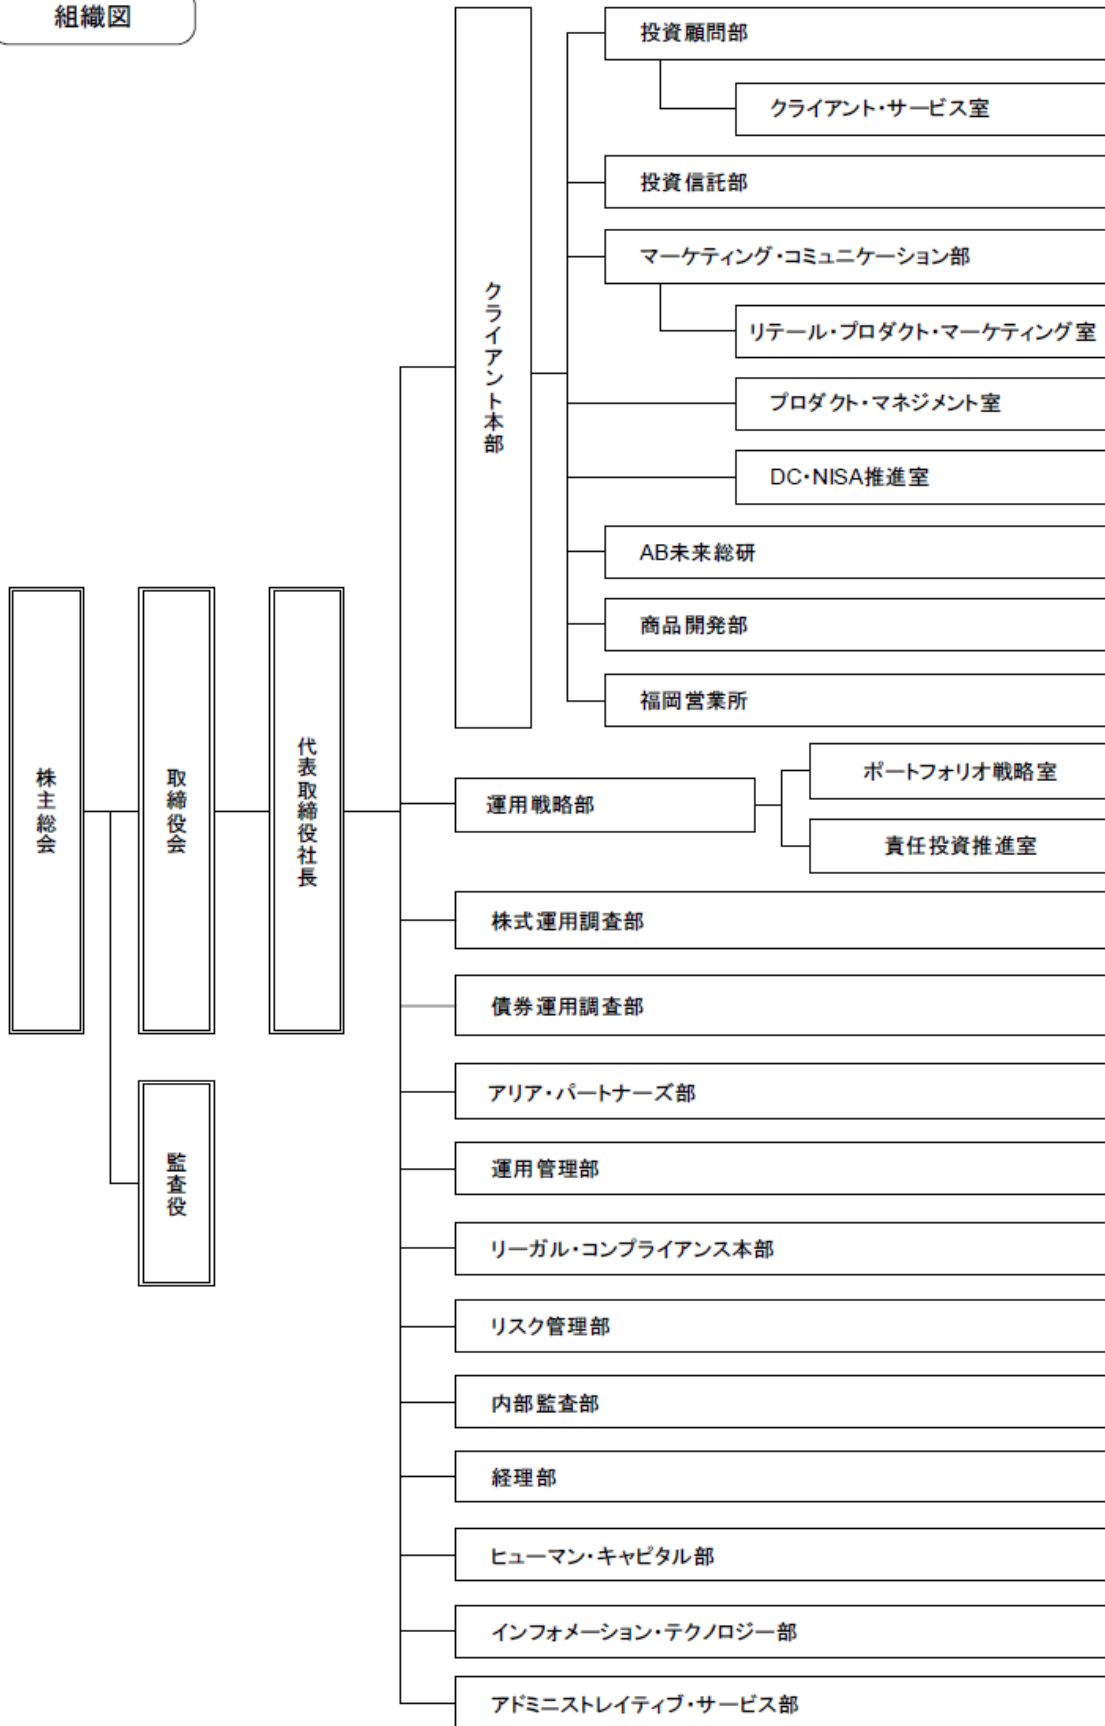 組織図
投資顧問部
クライアント・サービス室
投資信託部
マーケティング・コミュニケーション部
リテール・プロダクト・マーケティング室
プロダクト・マネジメント室
DC・NISA推進室
AB未来総研
商品開発部
福岡営業所
クライアント本部
株主総会
取締役会
代表取締役社長
監査役
運用戦略部
ポートフォリオ戦略室
責任投資推進室
株式運用調査部
債券運用調査部
アリア・パートナーズ部
運用管理部
リーガル・コンプライアンス本部
リスク管理部
内部監査部
経理部
ヒューマン・キャピタル部
インフォメーション・テクノロジー部
アドミニストレイティブ・サービス部